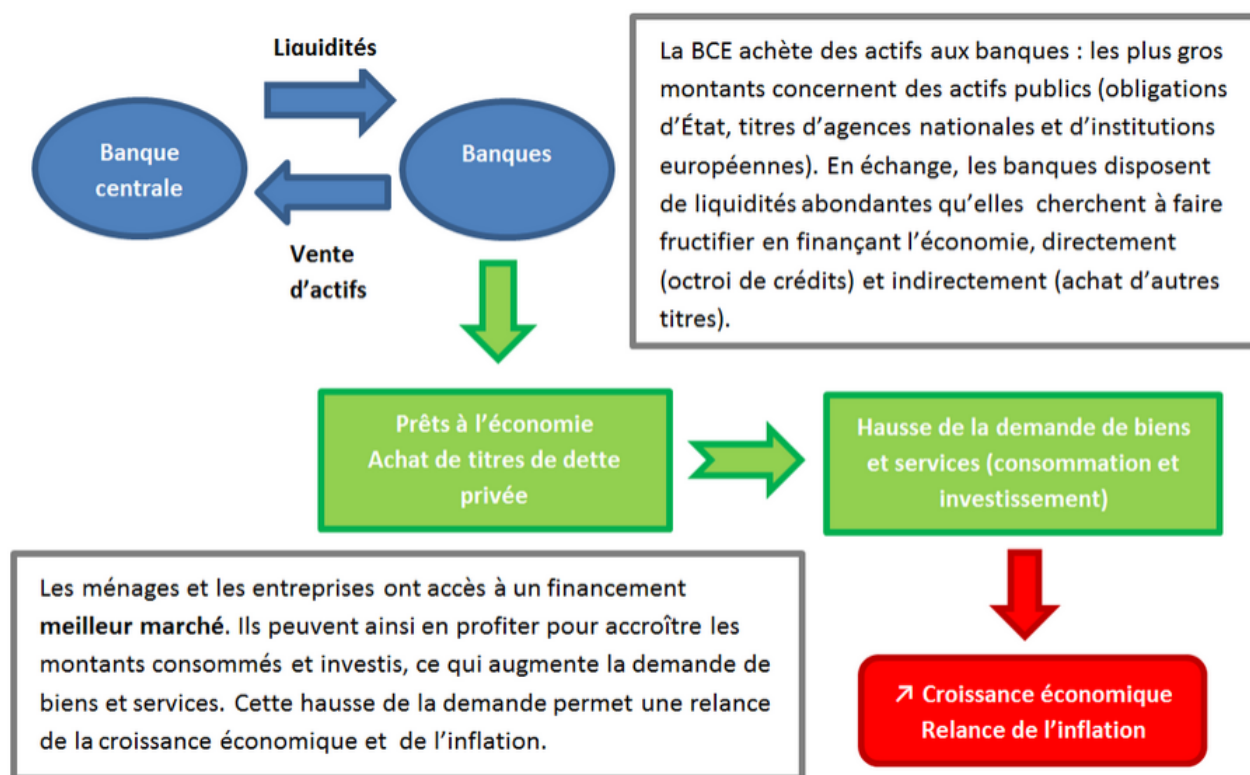 Liquidités
Banque
centrale
Banques
Vente
d’actifs
La BCE achète des actifs aux banques : les plus gros
montants concernent des actifs publics (obligations
d’État, titres d’agences nationales et d’institutions
européennes). En échange, les banques disposent
de liquidités abondantes qu’elles cherchent à faire
fructifier en finançant l’économie, directement
(octroi de crédits) et indirectement (achat d’autres
titres).
Prêts à l’économie
Achat de titres de dette
privée
Hausse de la demande de biens
et services (consommation et
investissement)
Les ménages et les entreprises ont accès à un financement
meilleur marché. Ils peuvent ainsi en profiter pour accroître les
montants consommés et investis, ce qui augmente la demande de
biens et services. Cette hausse de la demande permet une relance
de la croissance économique et de l’inflation.
↗ Croissance économique
Relance de l’inflation